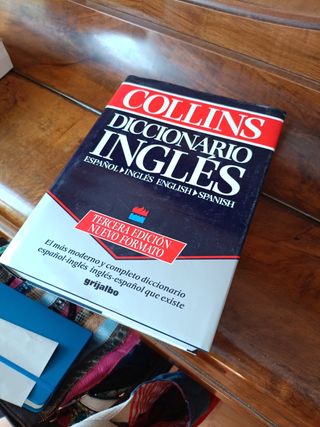 COLLINS
DICCIONARIO
INGLÉS
ESPAÑOL▸INGLÉS ENGLISH▸SPANISH
TERCERA EDICIÓN
NUEVO FORMATO
El más moderno y completo diccionario
español-inglés inglés-español que existe
grijalbo